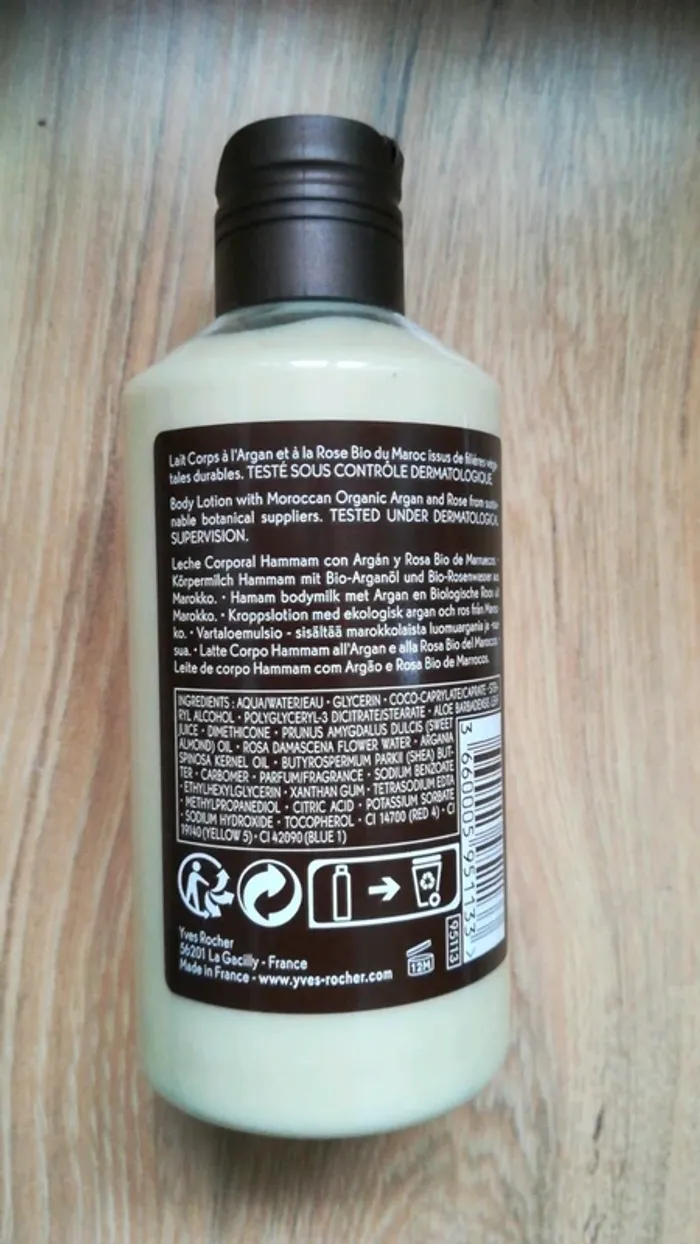 Lait Corps à l'Argan et à la Rose Bio du Maroc issus de filières végé-
tales durables. TESTÉ SOUS CONTRÔLE DERMATOLOGIQUE.
Body Lotion with Moroccan Organic Argan and Rose from sustai-
nable botanical suppliers. TESTED UNDER DERMATOLOGICAL
SUPERVISION.
Leche Corporal Hammam con Argán y Rosa Bio de Marruecos. •
Körpermilch Hammam mit Bio-Arganöl und Bio-Rosenwasser aus
Marokko. • Hamam bodymilk met Argan en Biologische Roos uit
Marokko. • Kroppslotion med ekologisk argan och ros från Maro-
ko. • Vartaloemulsio - sisältää marokkolaista luomuargania ja -ruu-
sua. • Latte Corpo Hammam all'Argan e alla Rosa Bio del Marocco. •
Leite de corpo Hammam com Argão e Rosa Bio de Marrocos.
INGREDIENTS : AQUA/WATER/EAU • GLYCERIN • COCO-CAPRYLATE/CAPRATE • STEA-
RYL ALCOHOL • POLYGLYCERYL-3 DICITRATE/STEARATE • ALOE BARBADENSIS LEAF
JUICE • DIMETHICONE • PRUNUS AMYGDALUS DULCIS (SWEET
ALMOND) OIL • ROSA DAMASCENA FLOWER WATER • ARGANIA
SPINOSA KERNEL OIL • BUTYROSPERMUM PARKII (SHEA) BUT-
TER • CARBOMER • PARFUM/FRAGRANCE • SODIUM BENZOATE
• ETHYLHEXYLGLYCERIN • XANTHAN GUM • TETRASODIUM EDTA
• METHYLPROPANEDIOL • CITRIC ACID • POTASSIUM SORBATE
• SODIUM HYDROXIDE • TOCOPHEROL • CI 14700 (RED 4) • CI
19140 (YELLOW 5) • CI 42090 (BLUE 1)
3 660005 951133 >
Yves Rocher
56201 La Gacilly - France
Made in France - www.yves-rocher.com
12M
95113